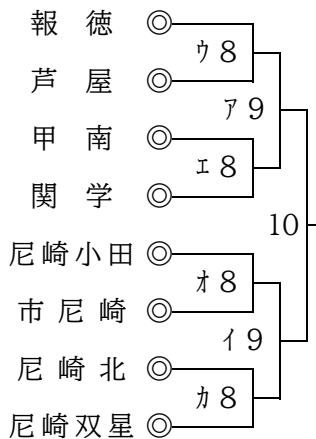 報徳 ◎
ｳ 8
芦屋 ◎
ｱ 9
甲南 ◎
ｴ 8
関学 ◎
10
尼崎小田 ◎
ｵ 8
市尼崎 ◎
ｲ 9
尼崎北 ◎
ｶ 8
尼崎双星 ◎